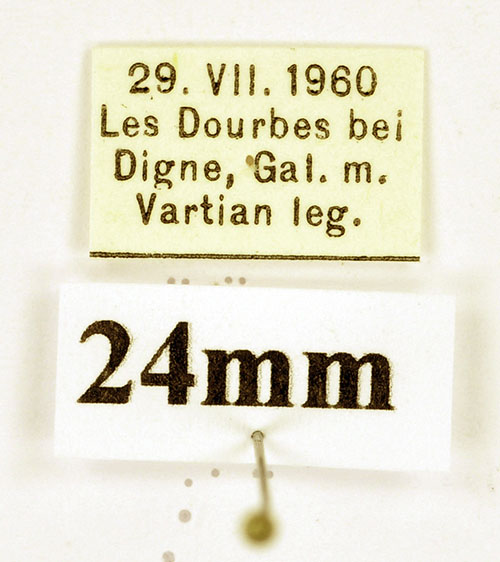 29. VII. 1960
Les Dourbes bei
Digne, Gal. m.
Vartian leg.
24mm